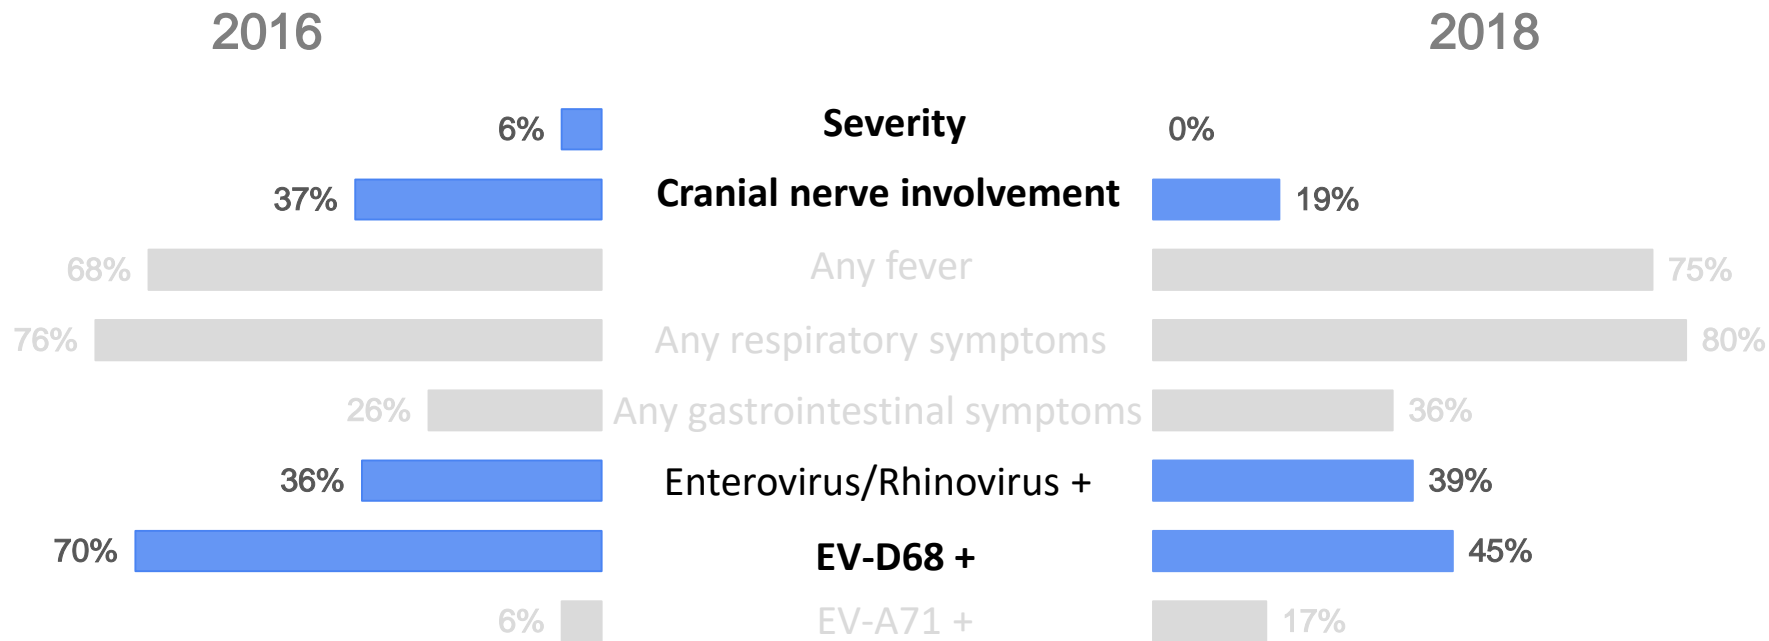 2016 2018
6% Severity 0%
37% Cranial nerve involvement 19%
68% Any fever 75%
76% Any respiratory symptoms 80%
26% Any gastrointestinal symptoms 36%
36% Enterovirus/Rhinovirus + 39%
70% EV-D68 + 45%
6% EV-A71 + 17%